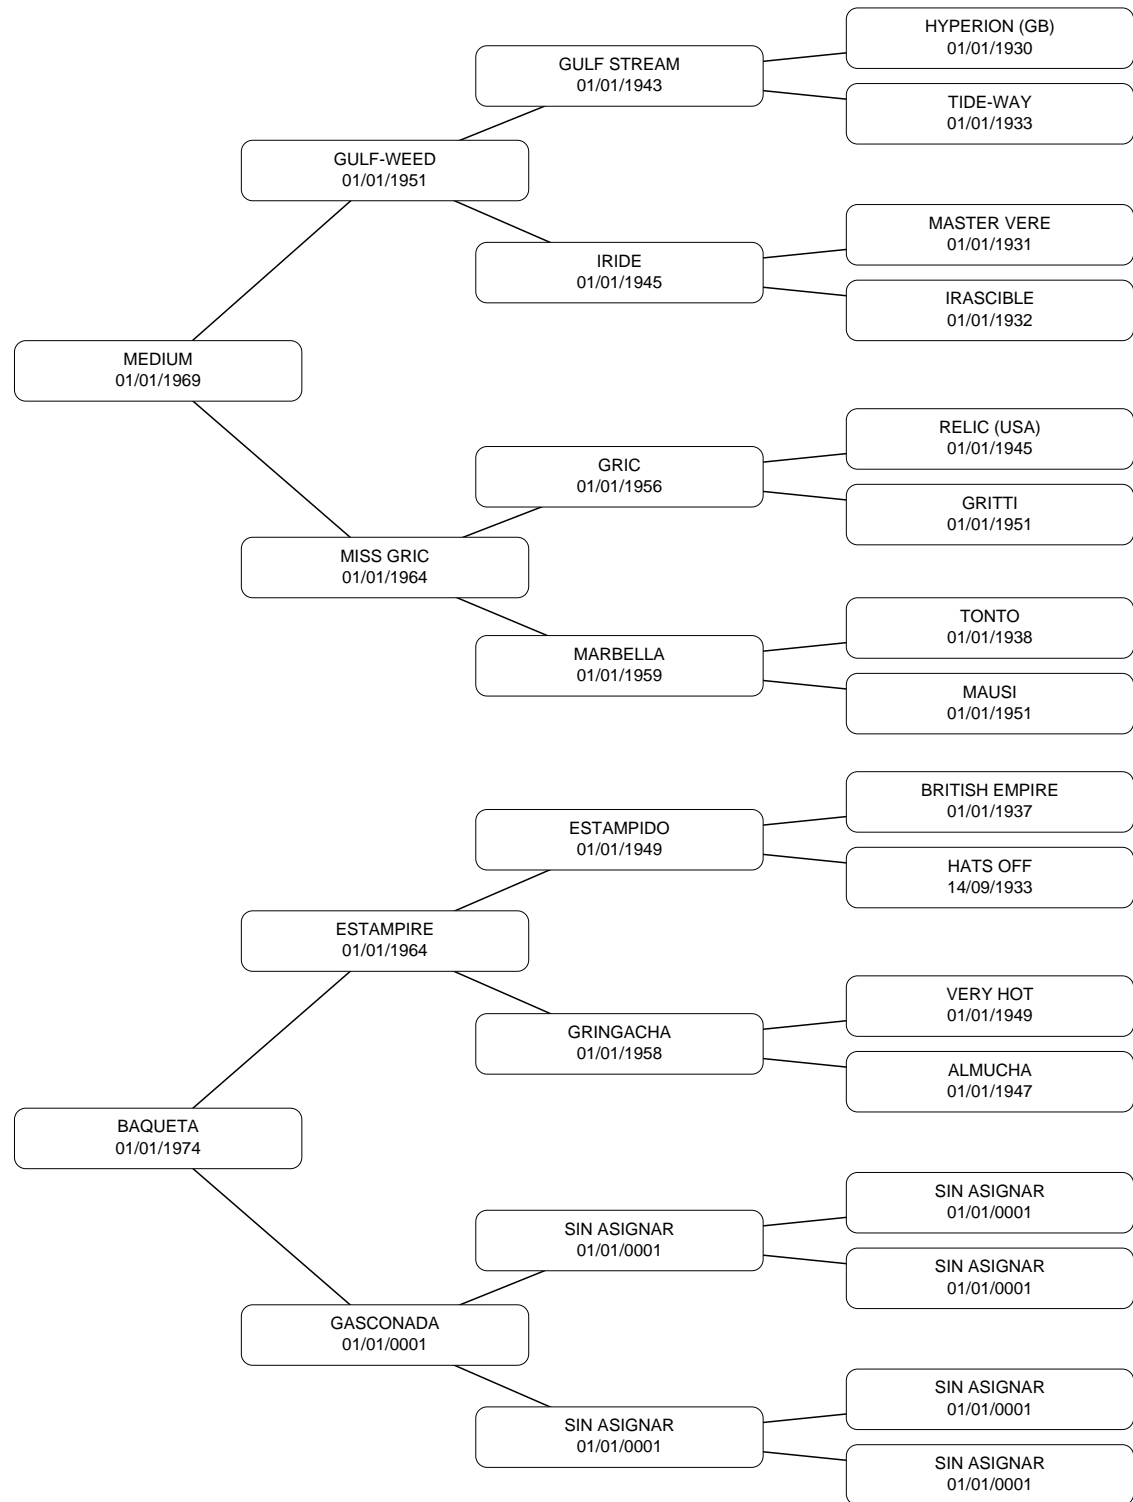 HYPERION (GB)
01/01/1930
GULF STREAM
01/01/1943
TIDE-WAY
01/01/1933
GULF-WEED
01/01/1951
MASTER VERE
01/01/1931
IRIDE
01/01/1945
IRASCIBLE
01/01/1932
MEDIUM
01/01/1969
RELIC (USA)
01/01/1945
GRIC
01/01/1956
GRITTI
01/01/1951
MISS GRIC
01/01/1964
TONTO
01/01/1938
MARBELLA
01/01/1959
MAUSI
01/01/1951
BRITISH EMPIRE
01/01/1937
ESTAMPIDO
01/01/1949
HATS OFF
14/09/1933
ESTAMPIRE
01/01/1964
VERY HOT
01/01/1949
GRINGACHA
01/01/1958
ALMUCHA
01/01/1947
BAQUETA
01/01/1974
SIN ASIGNAR
01/01/0001
SIN ASIGNAR
01/01/0001
SIN ASIGNAR
01/01/0001
GASCONADA
01/01/0001
SIN ASIGNAR
01/01/0001
SIN ASIGNAR
01/01/0001
SIN ASIGNAR
01/01/0001